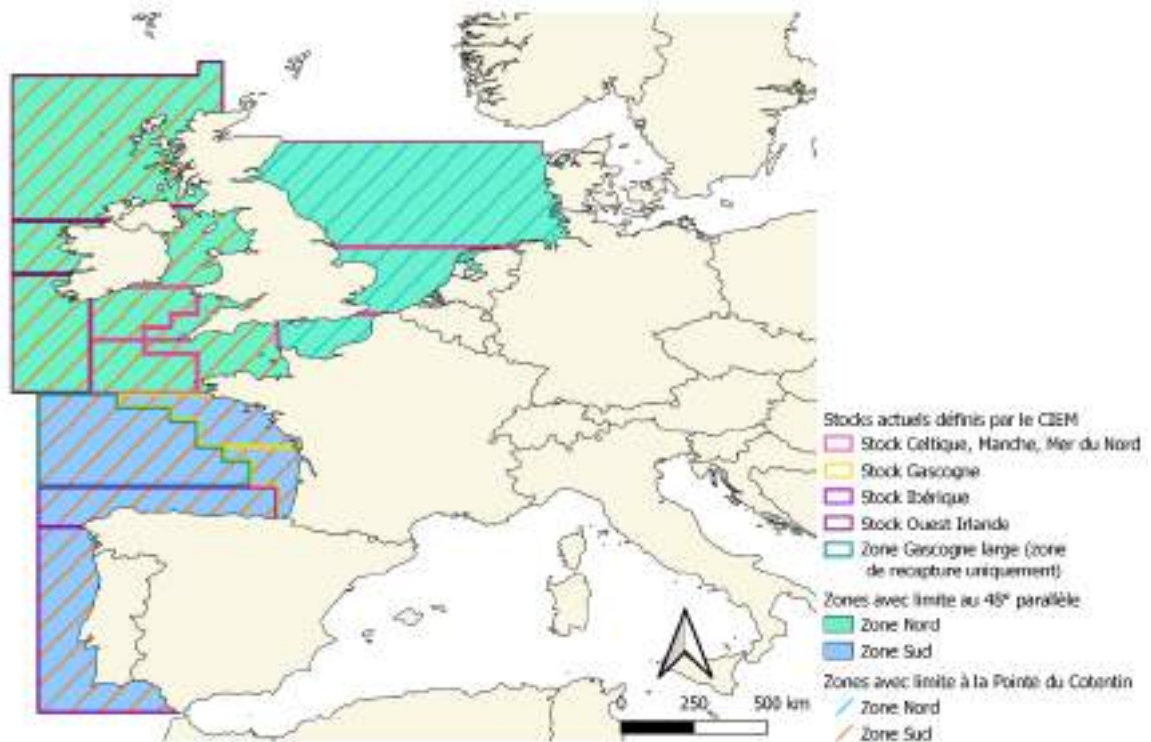 Stocks actuels définis par le CIEM
Stock Celtique, Manche, Mer du Nord
Stock Gascogne
Stock Ibérique
Stock Ouest Irlande
Zone Gascogne large (zone
de recapture uniquement)
Zones avec limite au 48° parallèle
Zone Nord
Zone Sud
Zones avec limite à la Pointe du Cotentin
Zone Nord
Zone Sud
0 250 500 km